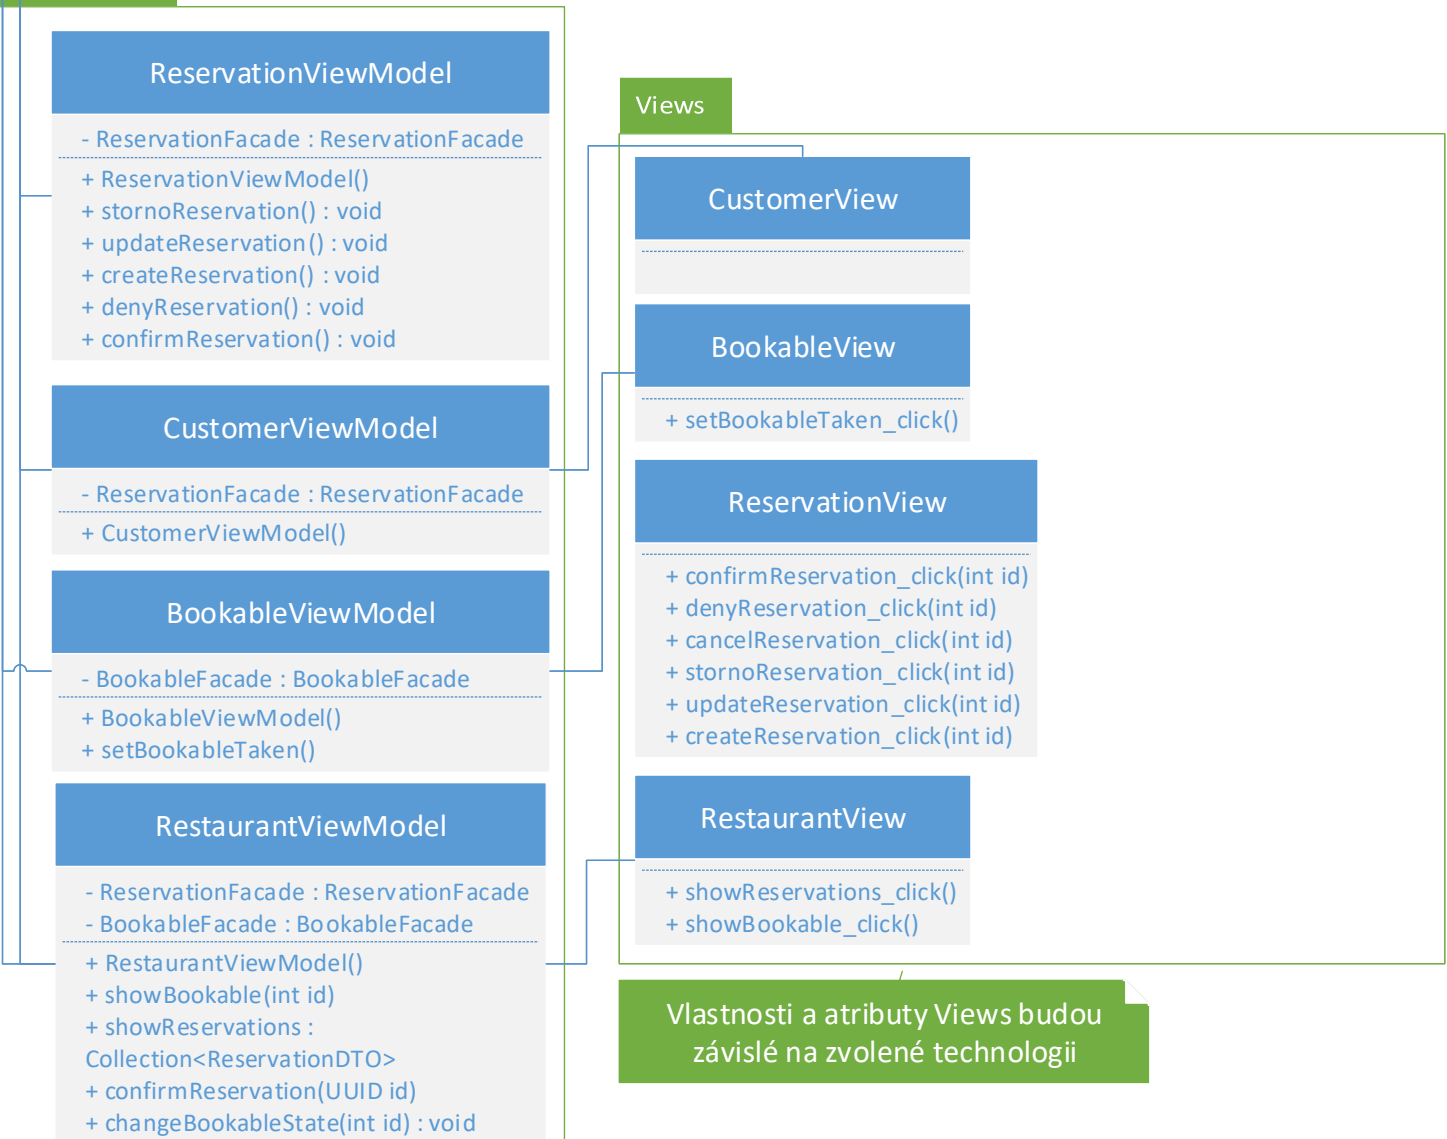 ReservationViewModel
- ReservationFacade : ReservationFacade
+ ReservationViewModel()
+ stornoReservation() : void
+ updateReservation() : void
+ createReservation() : void
+ denyReservation() : void
+ confirmReservation() : void
CustomerViewModel
- ReservationFacade : ReservationFacade
+ CustomerViewModel()
BookableViewModel
- BookableFacade : BookableFacade
+ BookableViewModel()
+ setBookableTaken()
RestaurantViewModel
- ReservationFacade : ReservationFacade
- BookableFacade : BookableFacade
+ RestaurantViewModel()
+ showBookable(int id)
+ showReservations :
Collection<ReservationDTO>
+ confirmReservation(UUID id)
+ changeBookableState(int id) : void
Views
CustomerView
BookableView
+ setBookableTaken_click()
ReservationView
+ confirmReservation_click(int id)
+ denyReservation_click(int id)
+ cancelReservation_click(int id)
+ stornoReservation_click(int id)
+ updateReservation_click(int id)
+ createReservation_click(int id)
RestaurantView
+ showReservations_click()
+ showBookable_click()
Vlastnosti a atributy Views budou
závislé na zvolené technologii